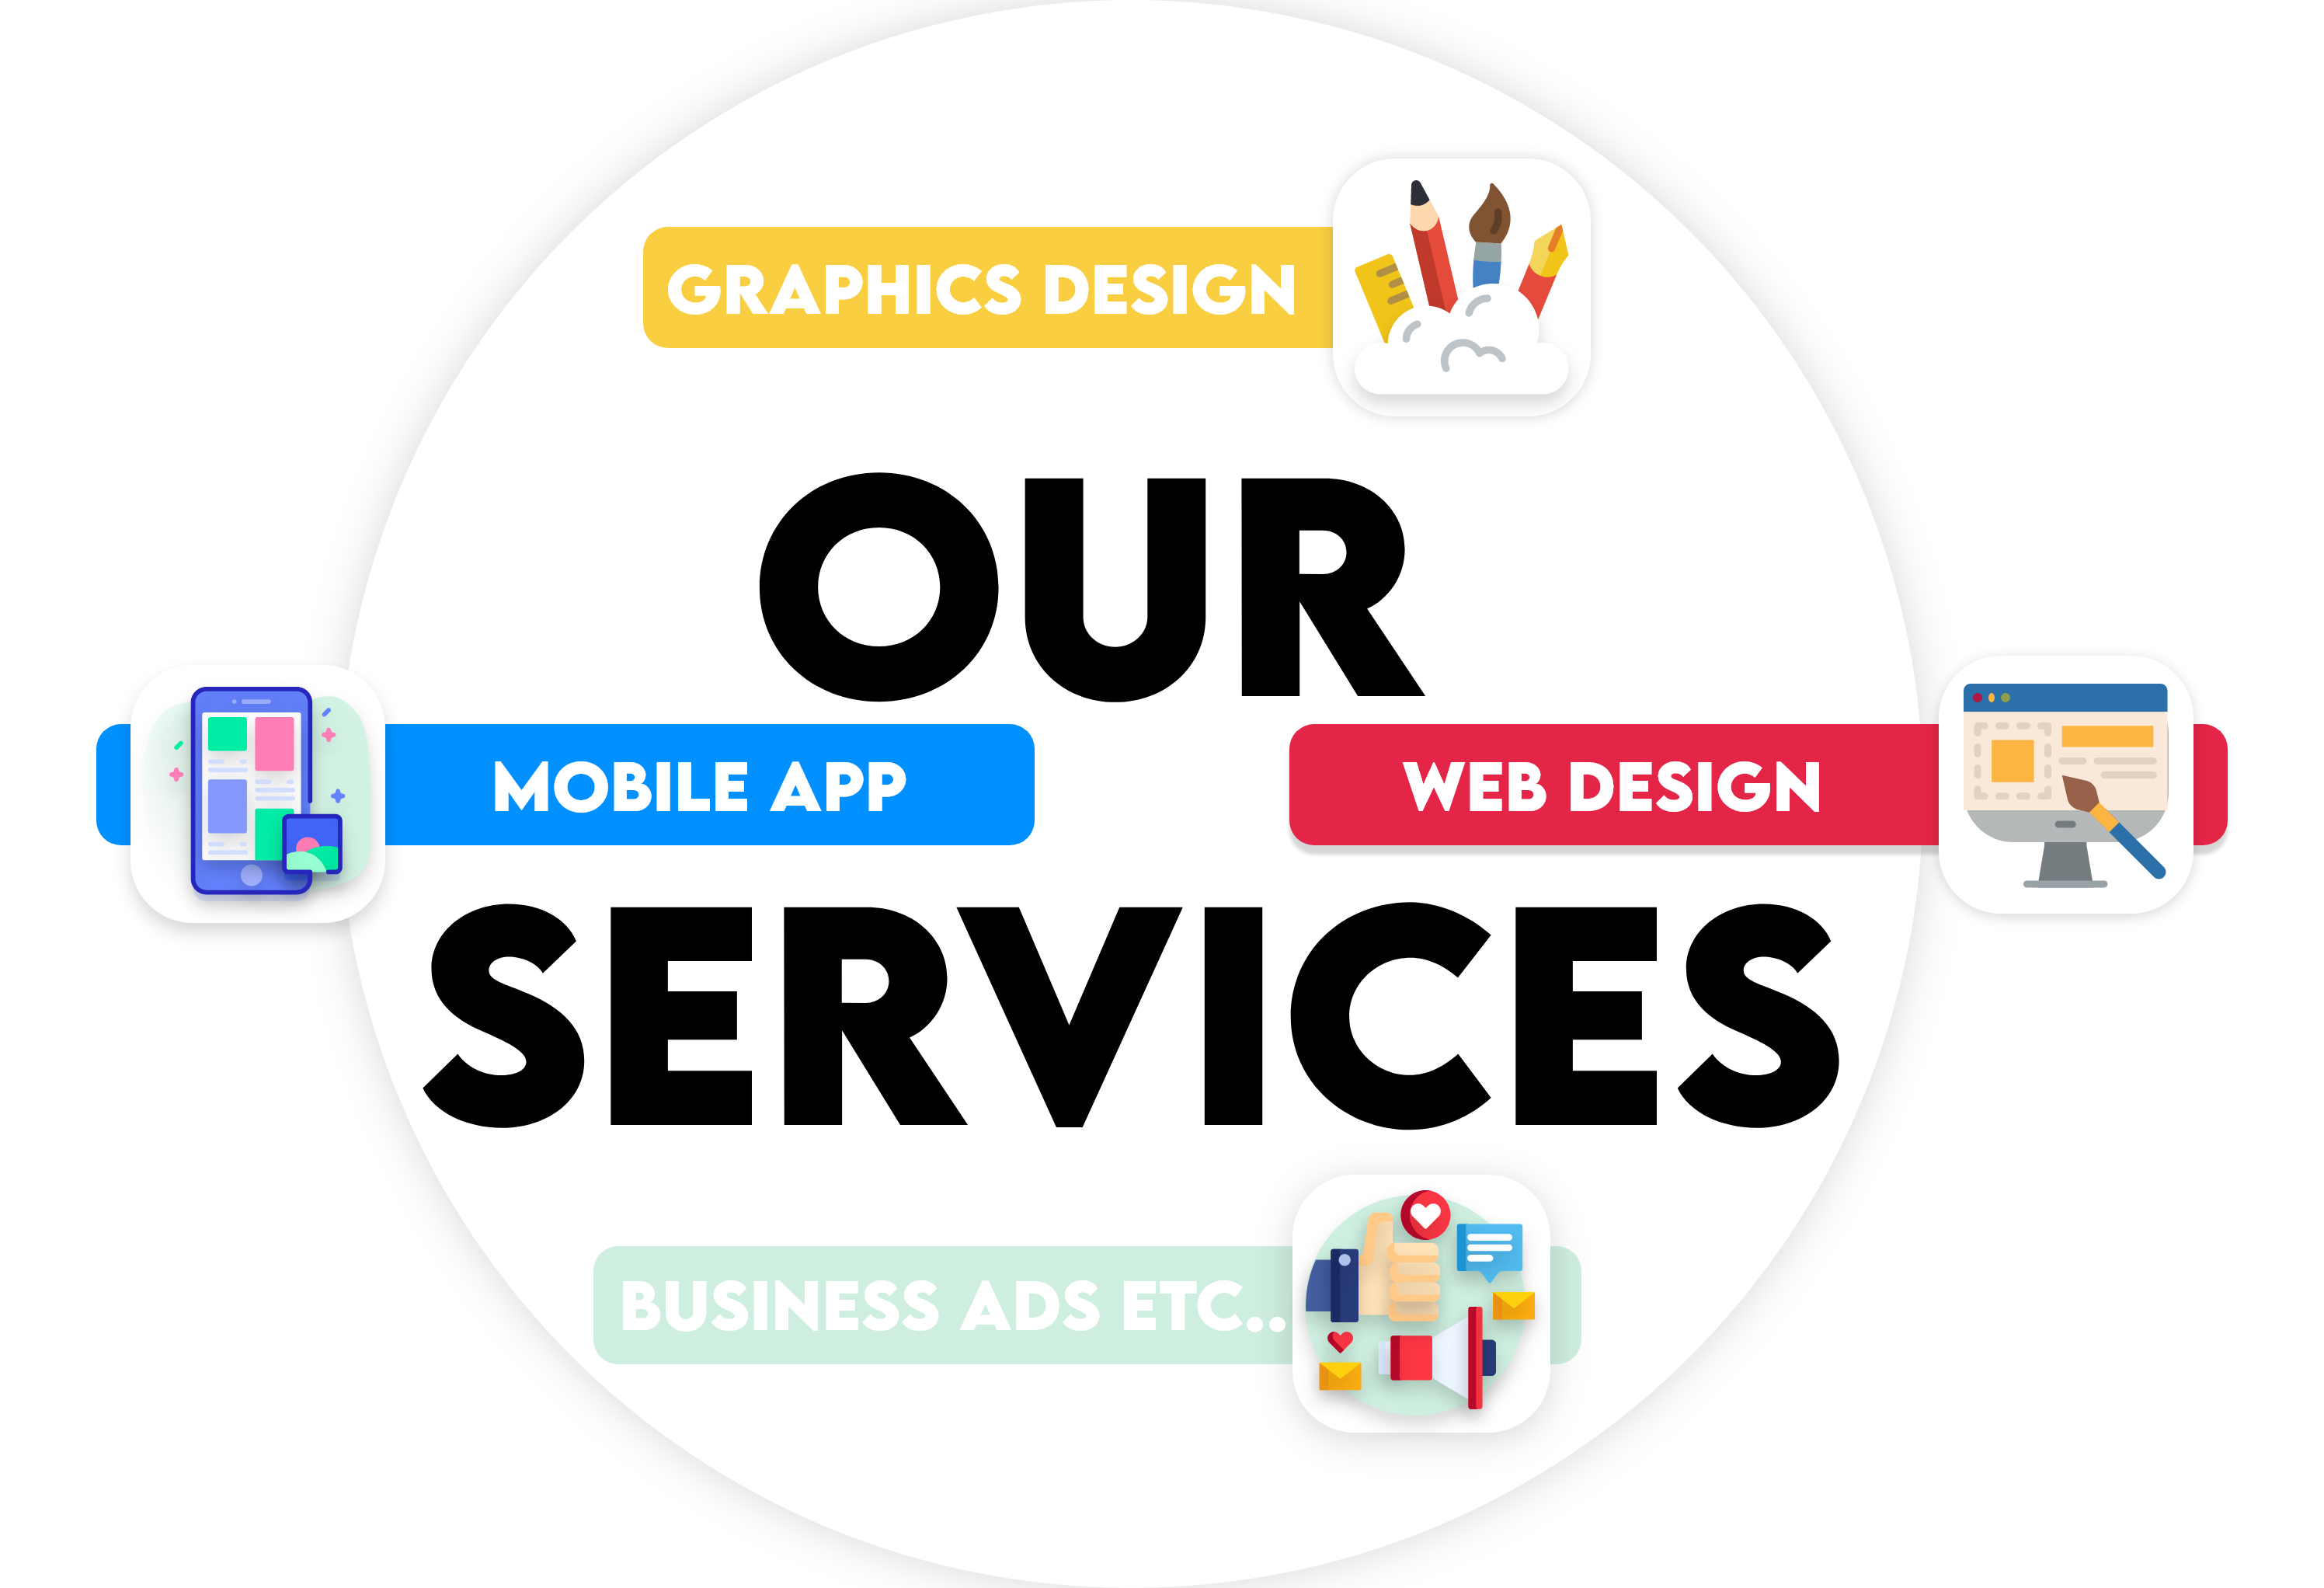 GRAPHICS DESIGN
OUR
MOBILE APP
WEB DESIGN
SERVICES
BUSINESS ADS ETC..